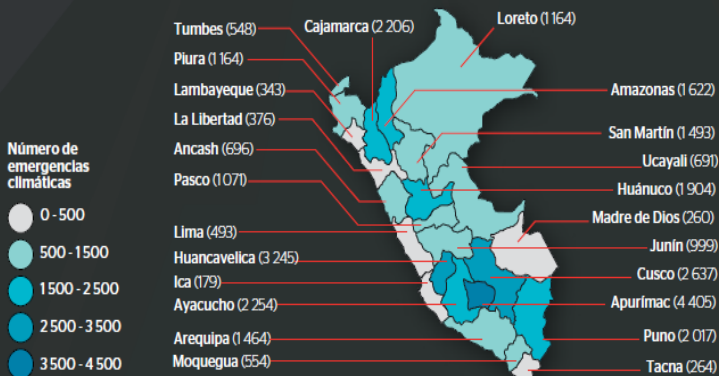 Tumbes (548)
Piura (1 164)
Lambayeque (343)
La Libertad (376)
Ancash (696)
Pasco (1 071)
Lima (493)
Huancavelica (3 245)
Ica (179)
Ayacucho (2 254)
Arequipa (1 464)
Moquegua (554)
Cajamarca (2 206)
Loreto (1 164)
Amazonas (1 622)
San Martín (1 493)
Ucayali (691)
Huánuco (1 904)
Madre de Dios (260)
Junín (999)
Cusco (2 637)
Apurímac (4 405)
Puno (2 017)
Tacna (264)
Número de
emergencias
climáticas
0 - 500
500 - 1500
1500 - 2 500
2 500 - 3 500
3 500 - 4 500